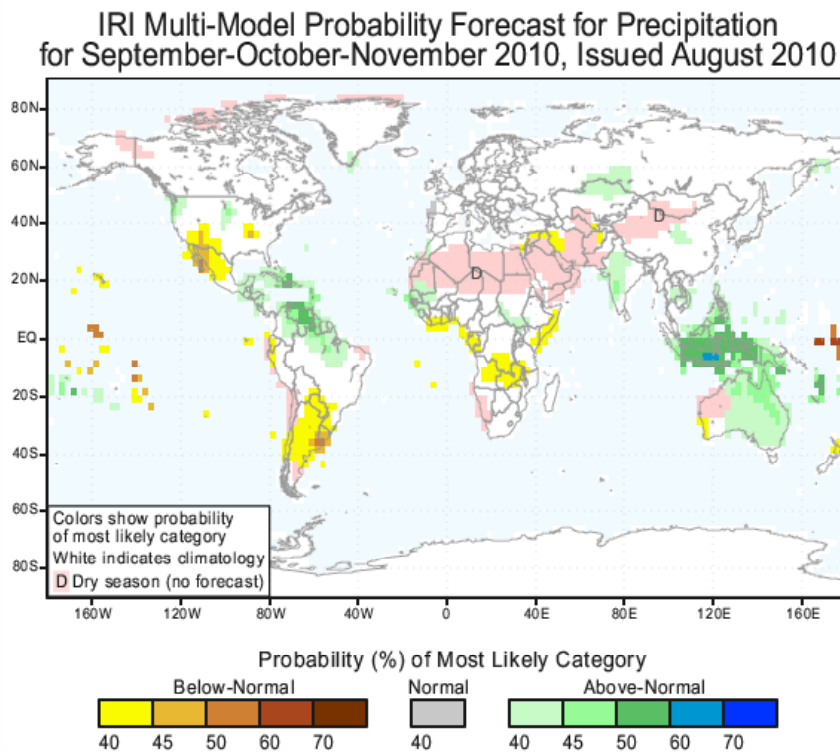 IRI Multi-Model Probability Forecast for Precipitation
for September-October-November 2010, Issued August 2010
80N
60N
40N
20N
EQ
20S
40S
60S
80S
D
D
Colors show probability
of most likely category
White indicates climatology
D Dry season (no forecast)
160W 120W 80W 40W 0 40E 80E 120E 160E
Probability (%) of Most Likely Category
Below-Normal Normal Above-Normal
40 45 50 60 70 40 40 45 50 60 70